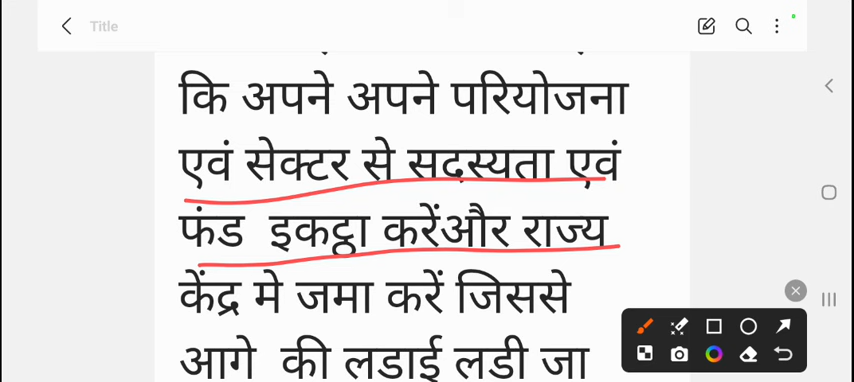 Title
कि अपने अपने परियोजना
एवं सेक्टर से सदस्यता एवं
फंड इकट्ठा करेंऔर राज्य
केंद्र मे जमा करें जिससे
आगे की लडाई लडी जा